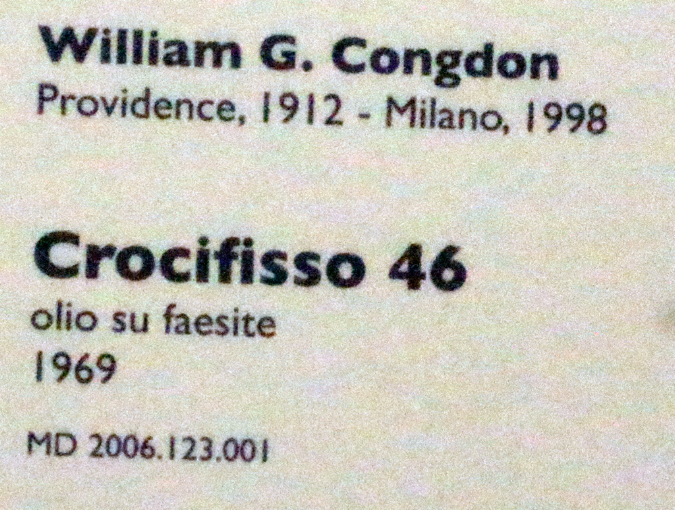 William G. Congdon
Providence, 1912 - Milano, 1998
Crocifisso 46
olio su faesite
1969
MD 2006.123.001